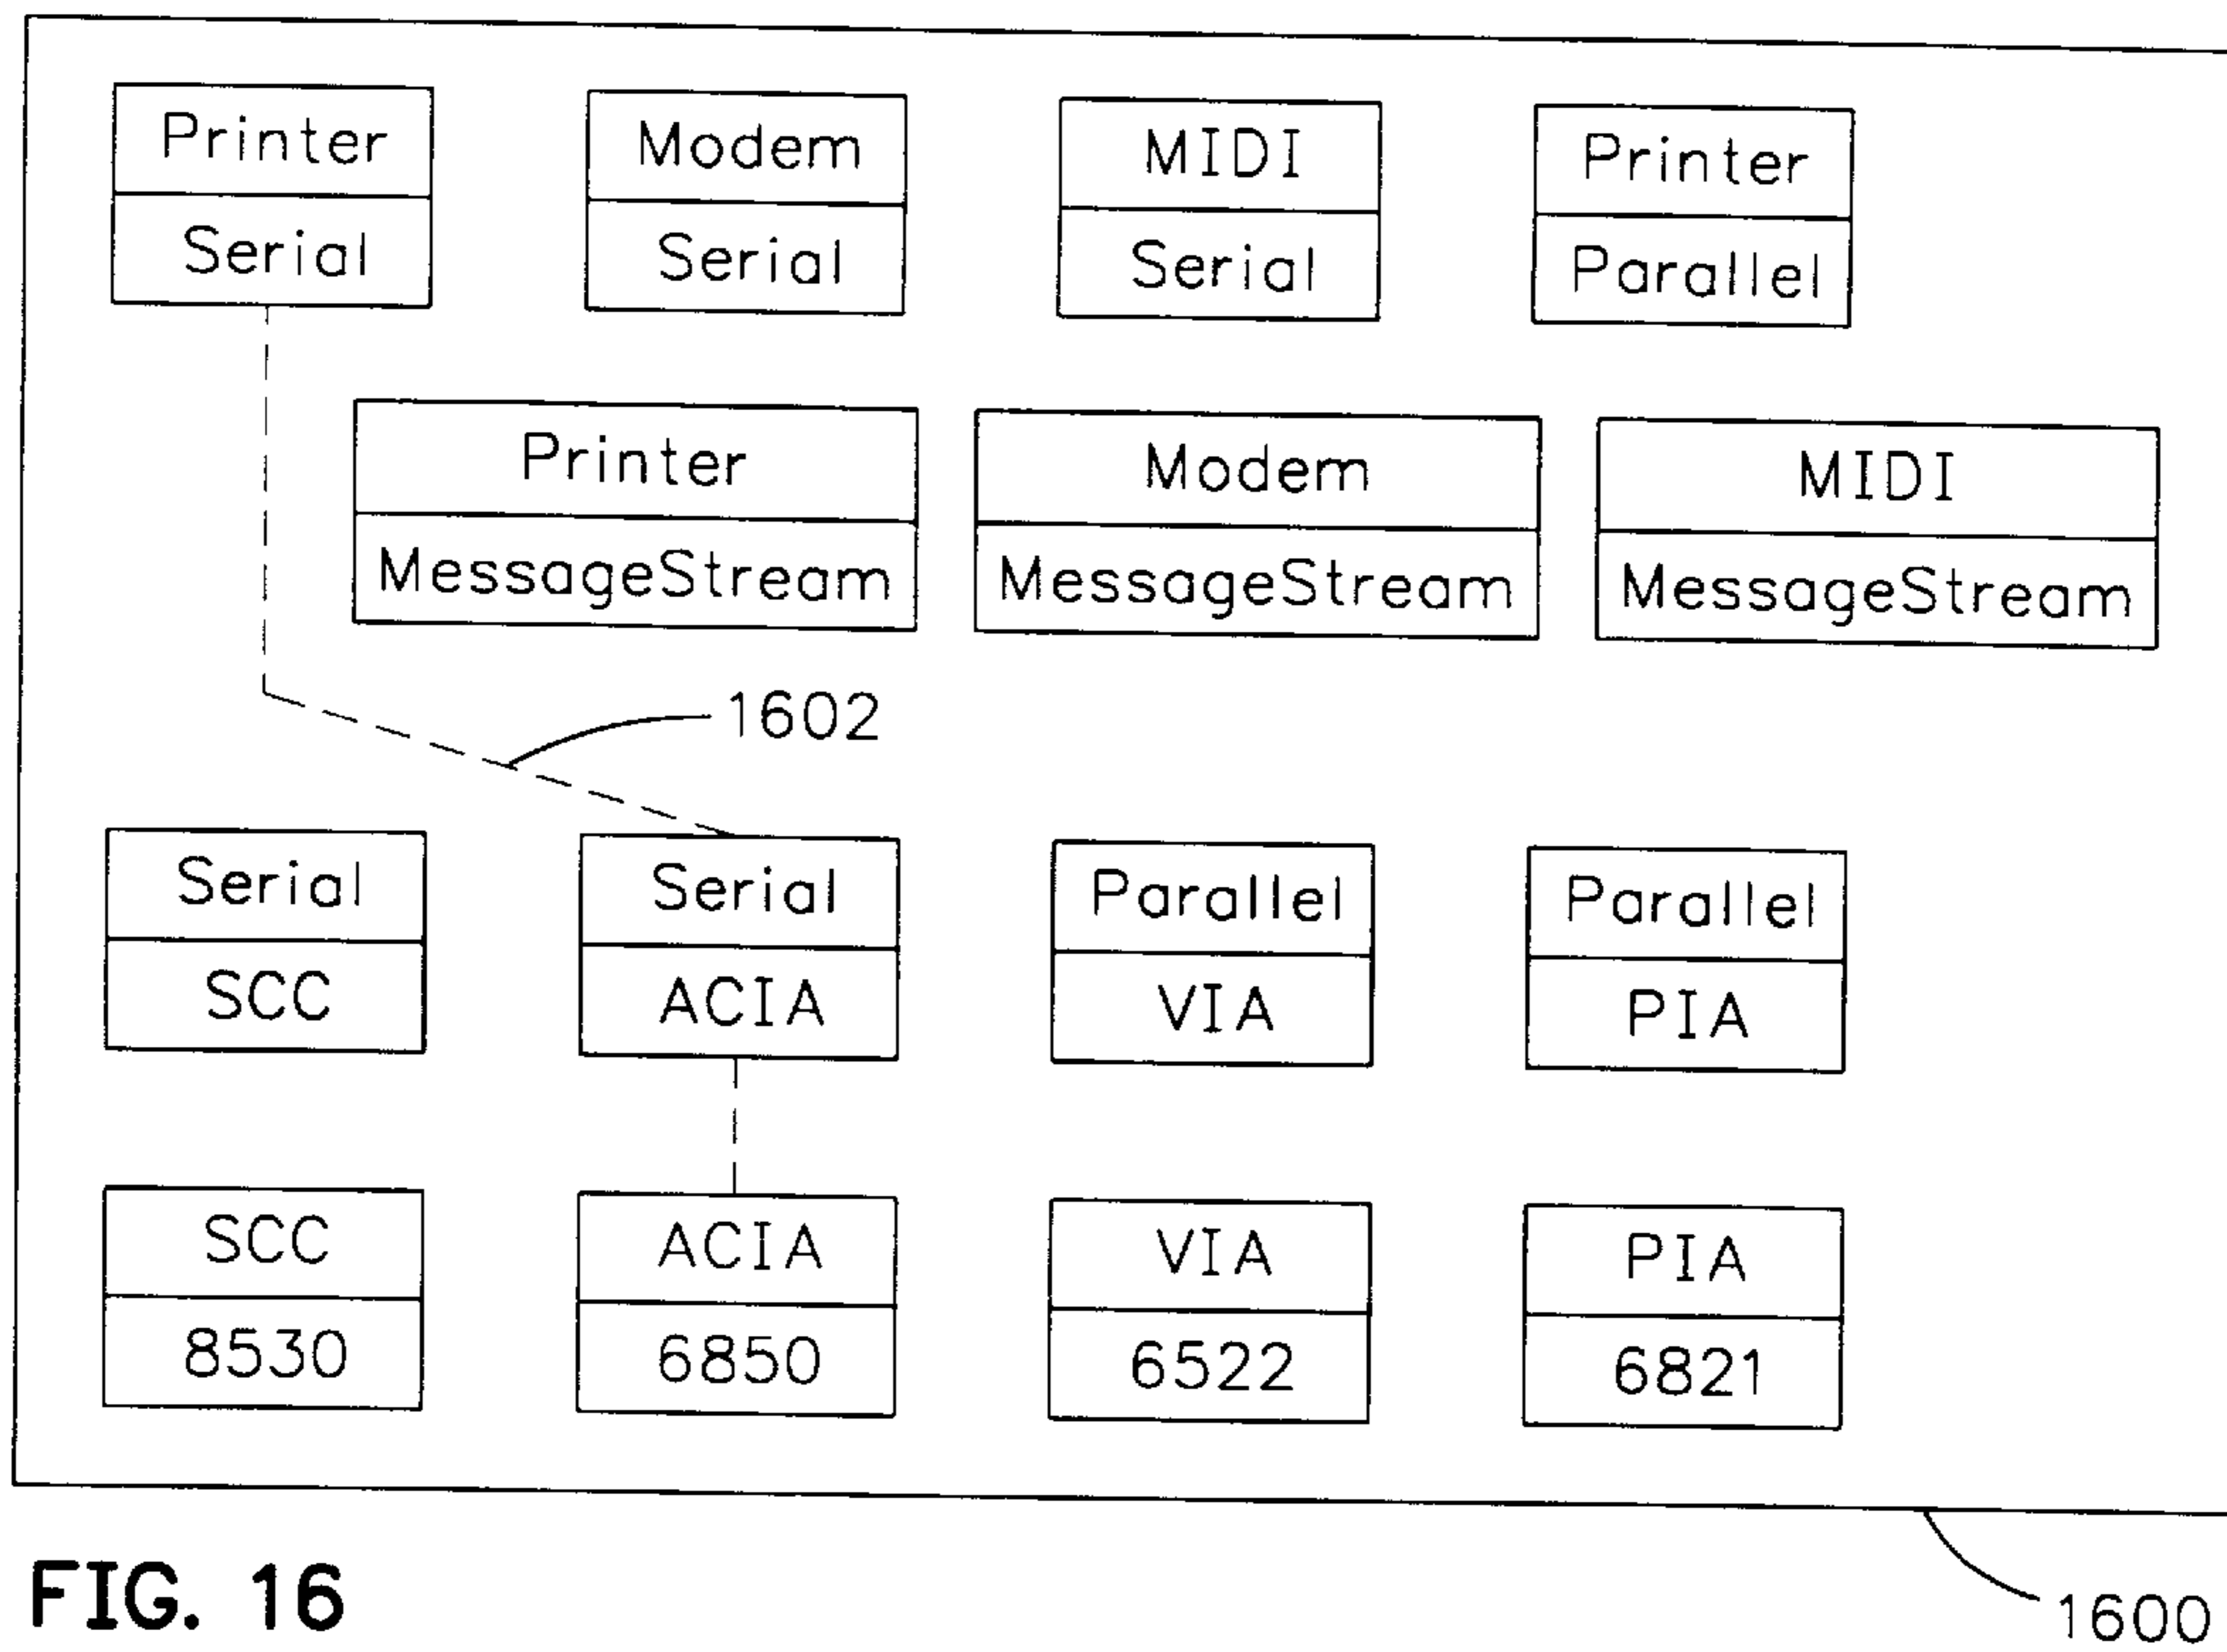 Printer
Serial
Modem
Serial
MIDI
Serial
Printer
Parallel
Printer
MessageStream
Modem
MessageStream
MIDI
MessageStream
1602
Serial
SCC
Serial
ACIA
Parallel
VIA
Parallel
PIA
SCC
8530
ACIA
6850
VIA
6522
PIA
6821
FIG. 16
1600